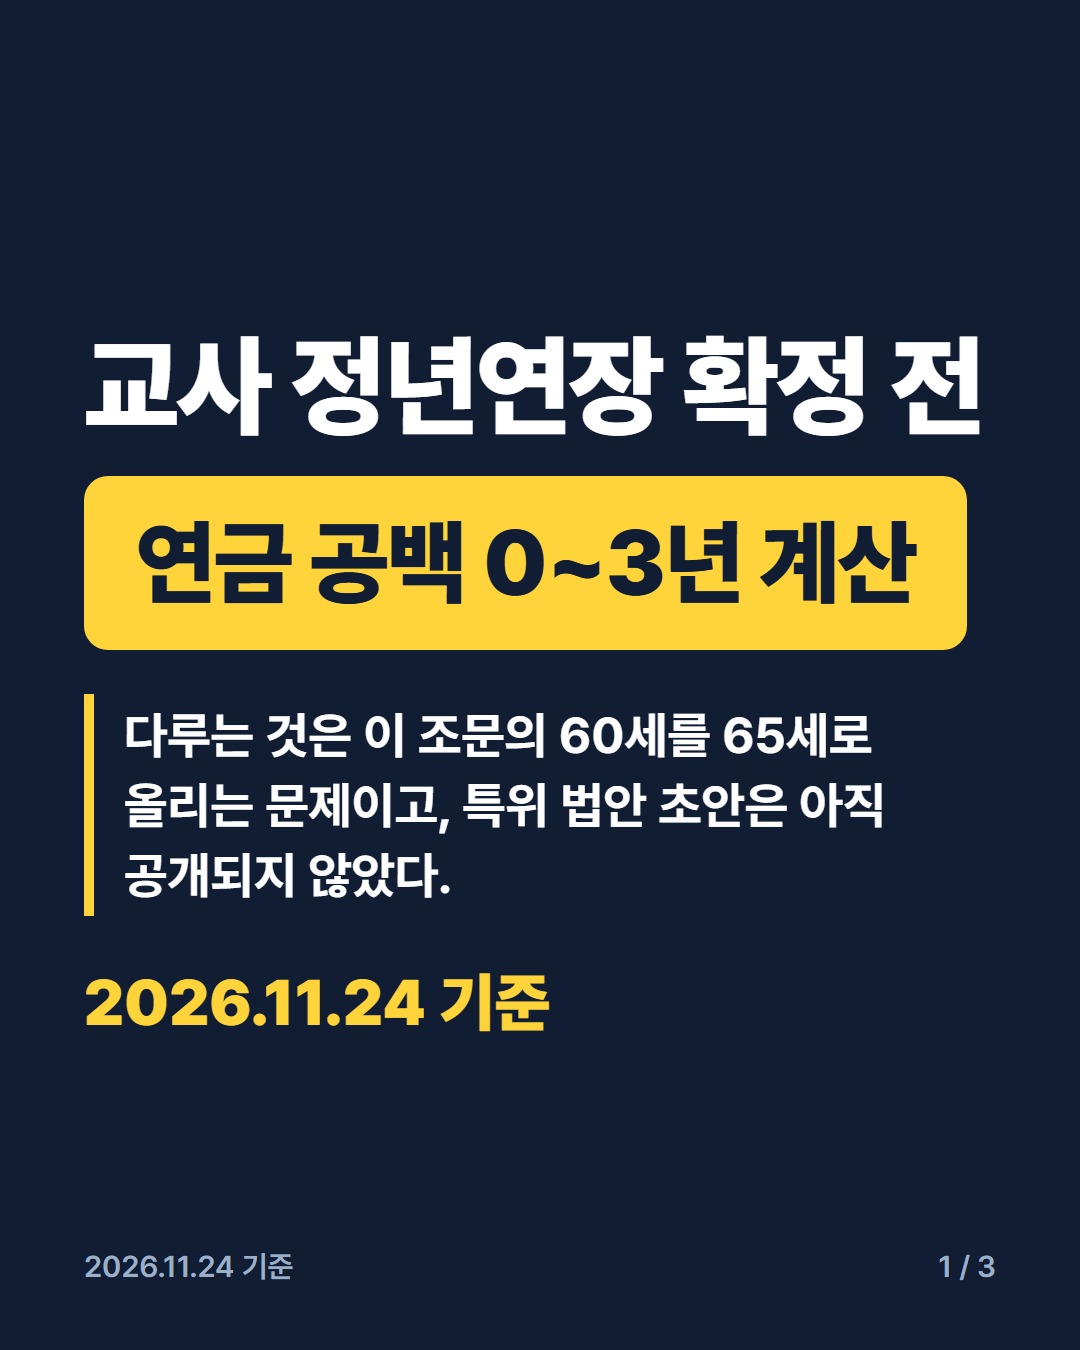 교사 정년연장 확정 전
연금 공백 0~3년 계산
다루는 것은 이 조문의 60세를 65세로
올리는 문제이고, 특위 법안 초안은 아직
공개되지 않았다.
2026.11.24 기준
2026.11.24 기준
1 / 3